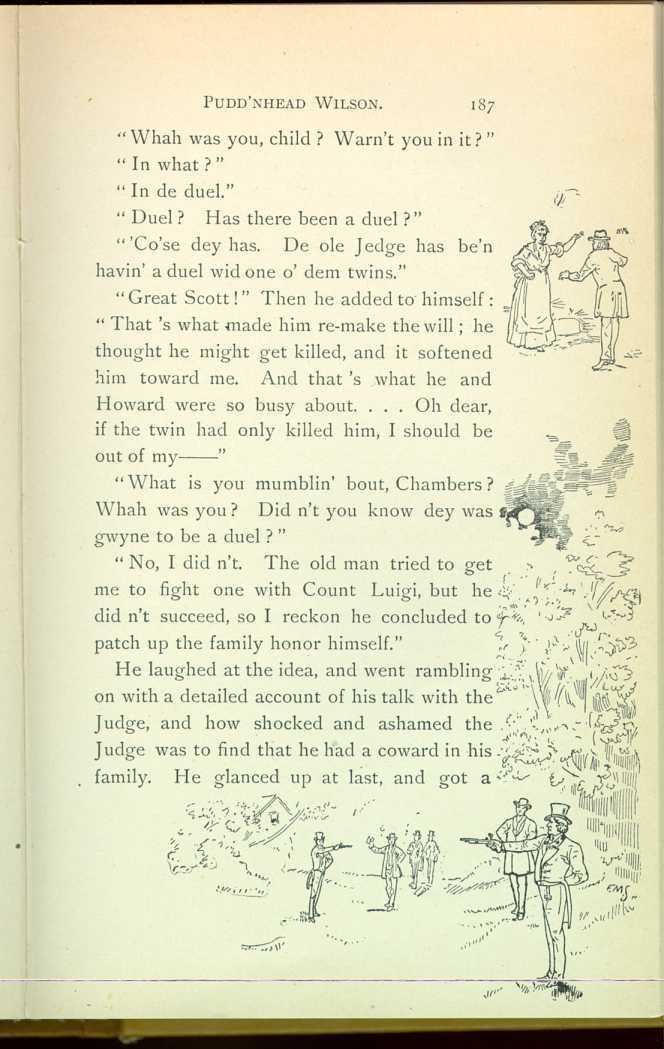 PUDD'NHEAD WILSON. 187
"Whah was you, child? Warn't you in it?"
"In what?"
"In de duel."
"Duel? Has there been a duel?"
"'Co'se dey has. De ole Jedge has be'n
havin' a duel wid one o' dem twins."
"Great Scott!" Then he added to himself:
"That 's what made him re-make the will; he
thought he might get killed, and it softened
him toward me. And that 's what he and
Howard were so busy about. . . . Oh dear,
if the twin had only killed him, I should be
out of my——"
"What is you mumblin' bout, Chambers?
Whah was you? Did n't you know dey was
gwyne to be a duel?"
"No, I did n't. The old man tried to get
me to fight one with Count Luigi, but he
did n't succeed, so I reckon he concluded to
patch up the family honor himself."
He laughed at the idea, and went rambling
on with a detailed account of his talk with the
Judge, and how shocked and ashamed the
Judge was to find that he had a coward in his
family. He glanced up at last, and got a
EMS